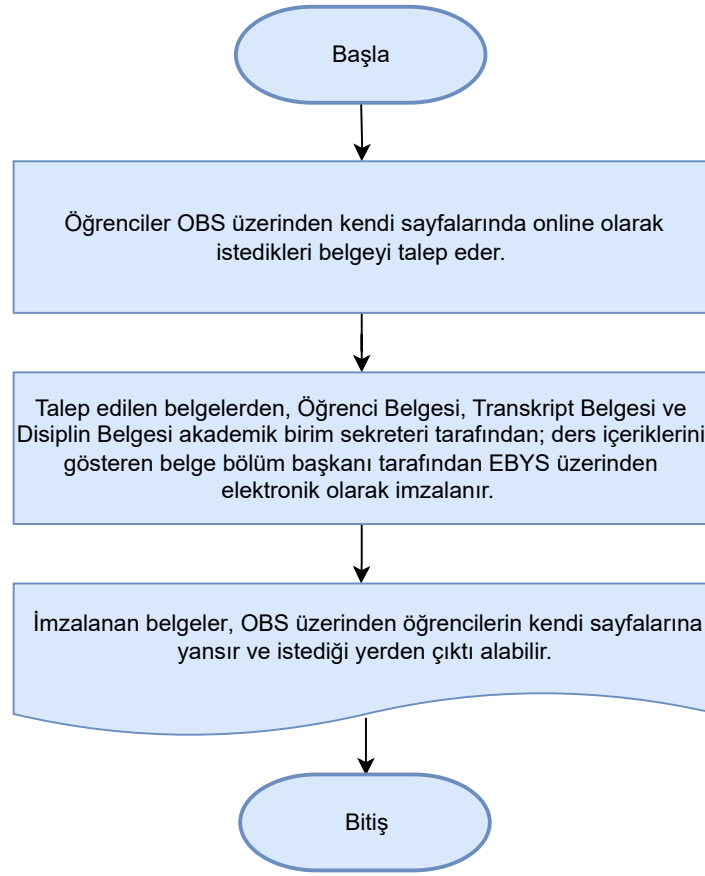 Başla
Öğrenciler OBS üzerinden kendi sayfalarında online olarak
istedikleri belgeyi talep eder.
Talep edilen belgelerden, Öğrenci Belgesi, Transkript Belgesi ve
Disiplin Belgesi akademik birim sekreteri tarafından; ders içeriklerini
gösteren belge bölüm başkanı tarafından EBYS üzerinden
elektronik olarak imzalanır.
İmzalanan belgeler, OBS üzerinden öğrencilerin kendi sayfalarına
yansır ve istediği yerden çıktı alabilir.
Bitiş